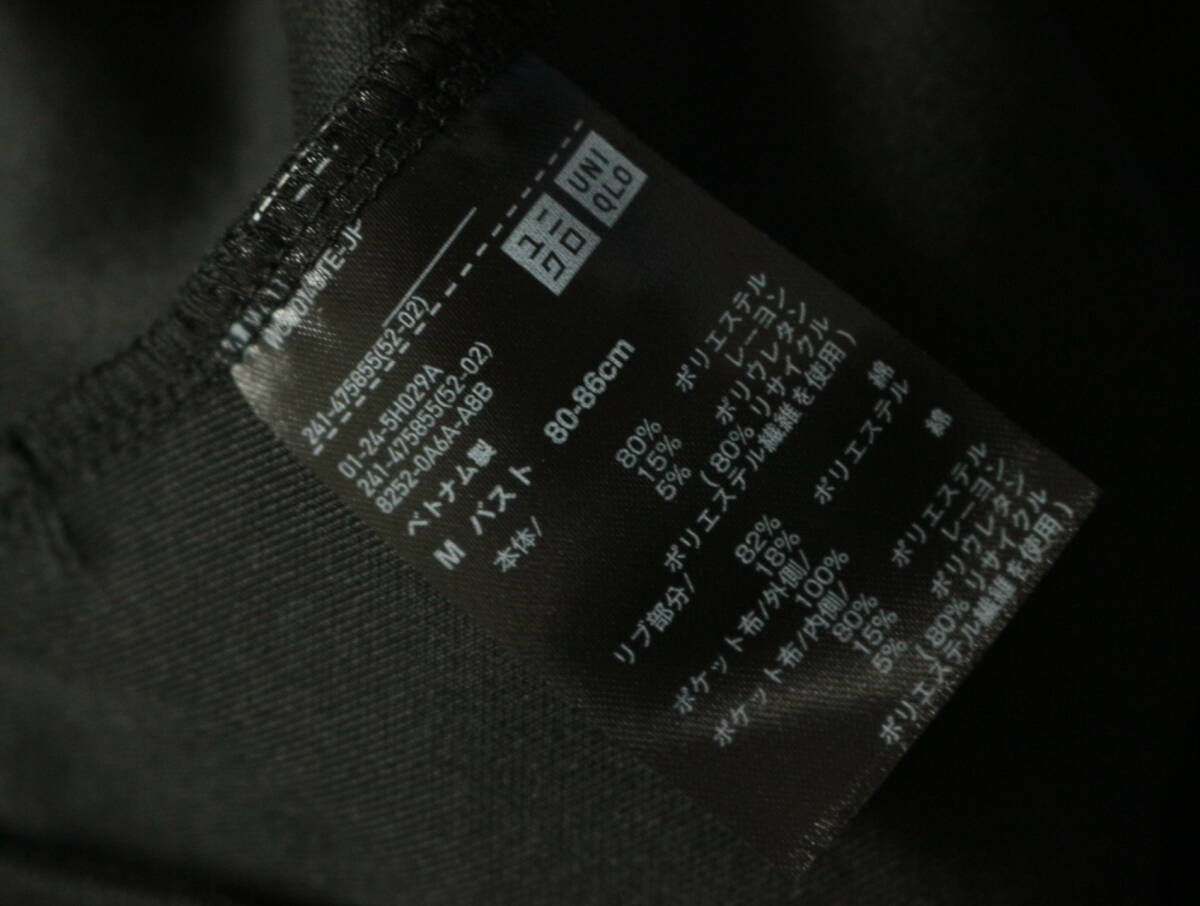 UNI
QLO
ユニ
クロ
241-475855(52-02)
01-24-5H029A
241-475855(52-02)
8252-0A6A-A8B
ベトナム製
M バスト 80-86cm
本体/
80% ポリエステル
15% レーヨン
5% ポリウレタン
(80% リサイクル
ポリエステル繊維を使用)
リブ部分/
82% ポリエステル
18% 綿
ポケット布/外側/
100% 綿
ポケット布/内側/
80% ポリエステル
15% レーヨン
5% ポリウレタン
(80% リサイクル
ポリエステル繊維を使用)